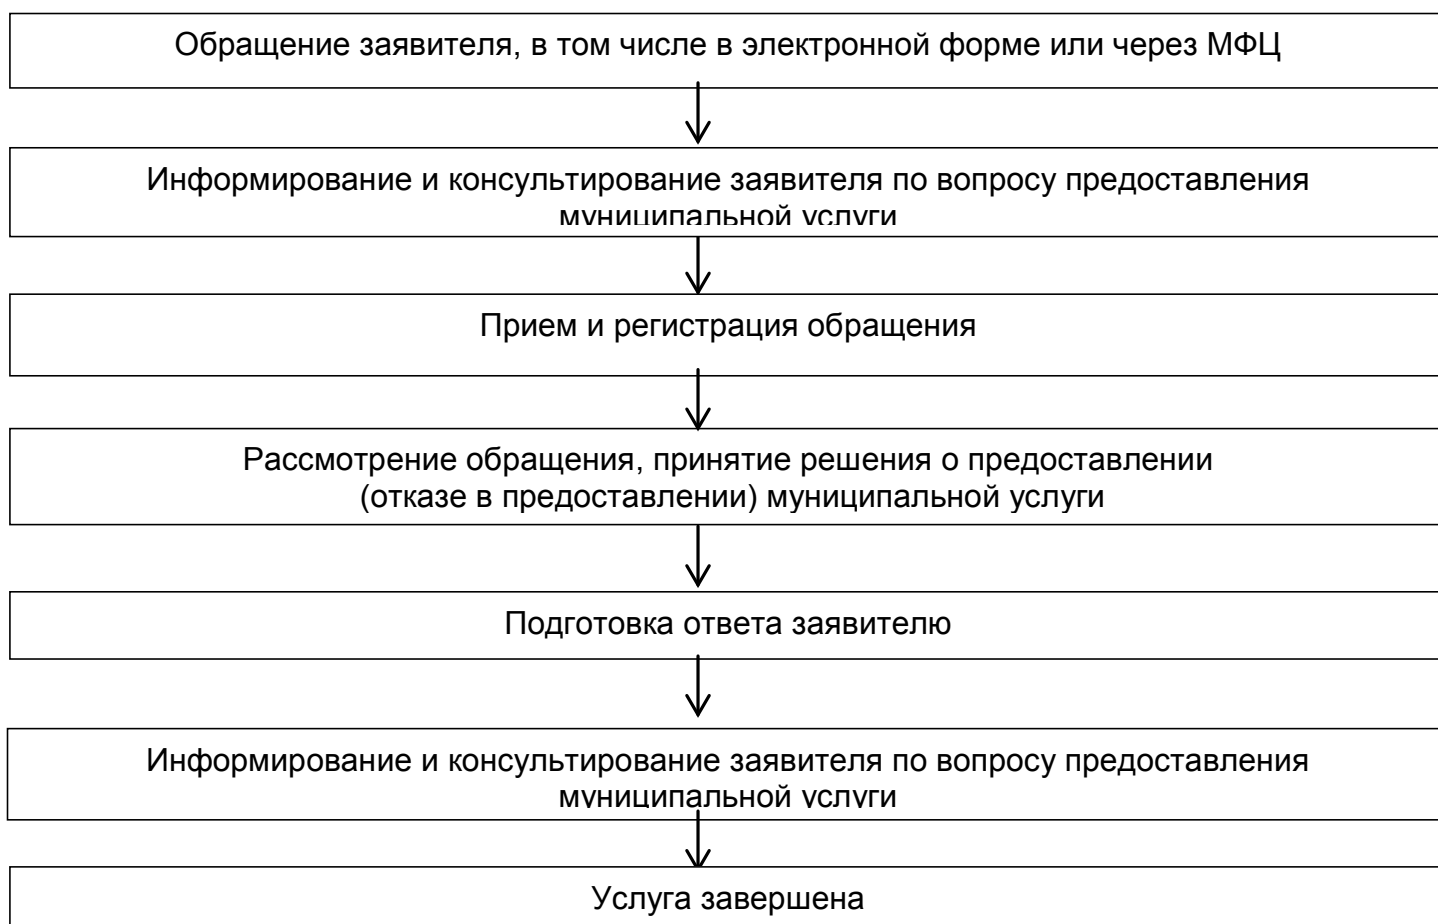 Обращение заявителя, в том числе в электронной форме или через МФЦ
Информирование и консультирование заявителя по вопросу предоставления
муниципальной услуги
Прием и регистрация обращения
Рассмотрение обращения, принятие решения о предоставлении
(отказе в предоставлении) муниципальной услуги
Подготовка ответа заявителю
Информирование и консультирование заявителя по вопросу предоставления
муниципальной услуги
Услуга завершена